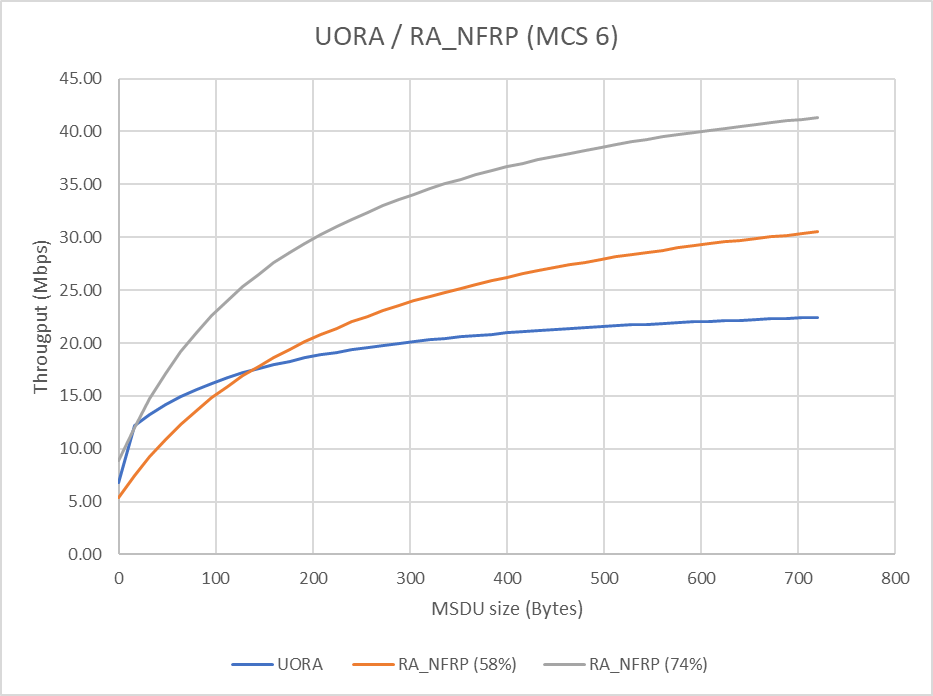 UORA / RA_NFRP (MCS 6)
45.00
40.00
35.00
30.00
25.00
20.00
15.00
10.00
5.00
0.00
Througput (Mbps)
0 100 200 300 400 500 600 700 800
MSDU size (Bytes)
UORA RA_NFRP (58%) RA_NFRP (74%)